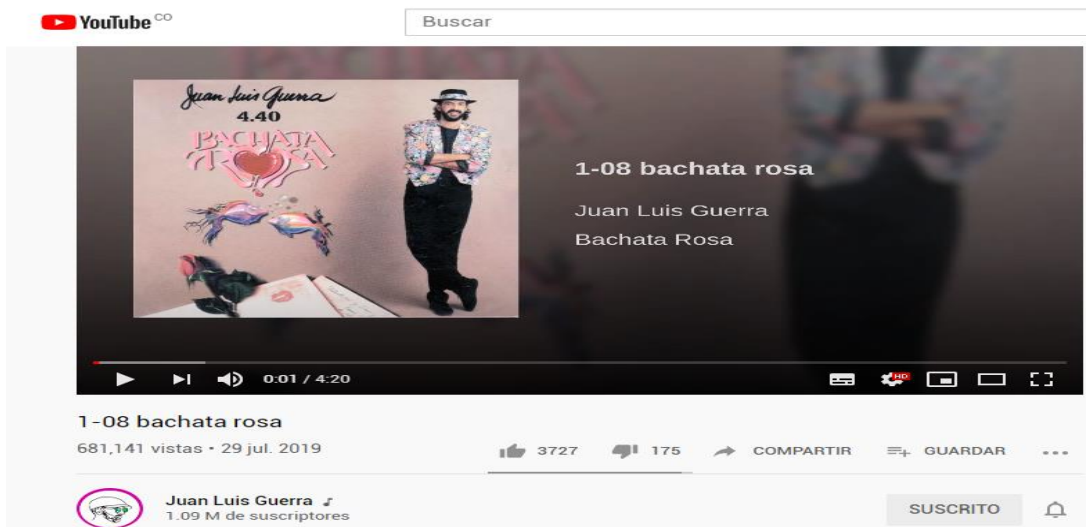 YouTube CO
Buscar
Juan Luis Guerra
4.40
BACHATA
ROSA
1-08 bachata rosa
Juan Luis Guerra
Bachata Rosa
0:01 / 4:20
HD
1-08 bachata rosa
681,141 vistas • 29 jul. 2019
3727
175
COMPARTIR
GUARDAR
Juan Luis Guerra
1.09 M de suscriptores
SUSCRITO